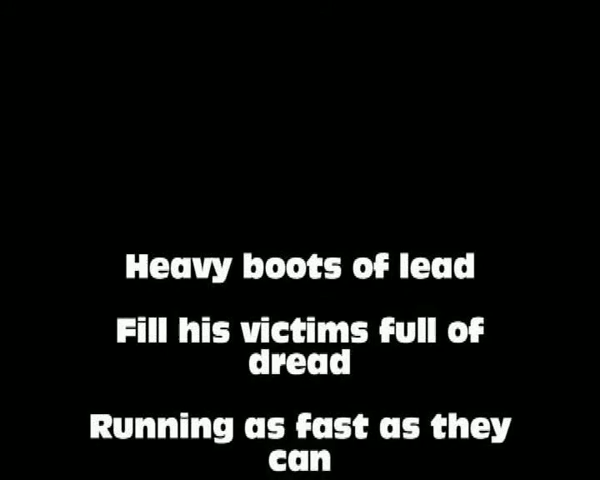 Heavy boots of lead
Fill his victims full of
dread
Running as fast as they
can